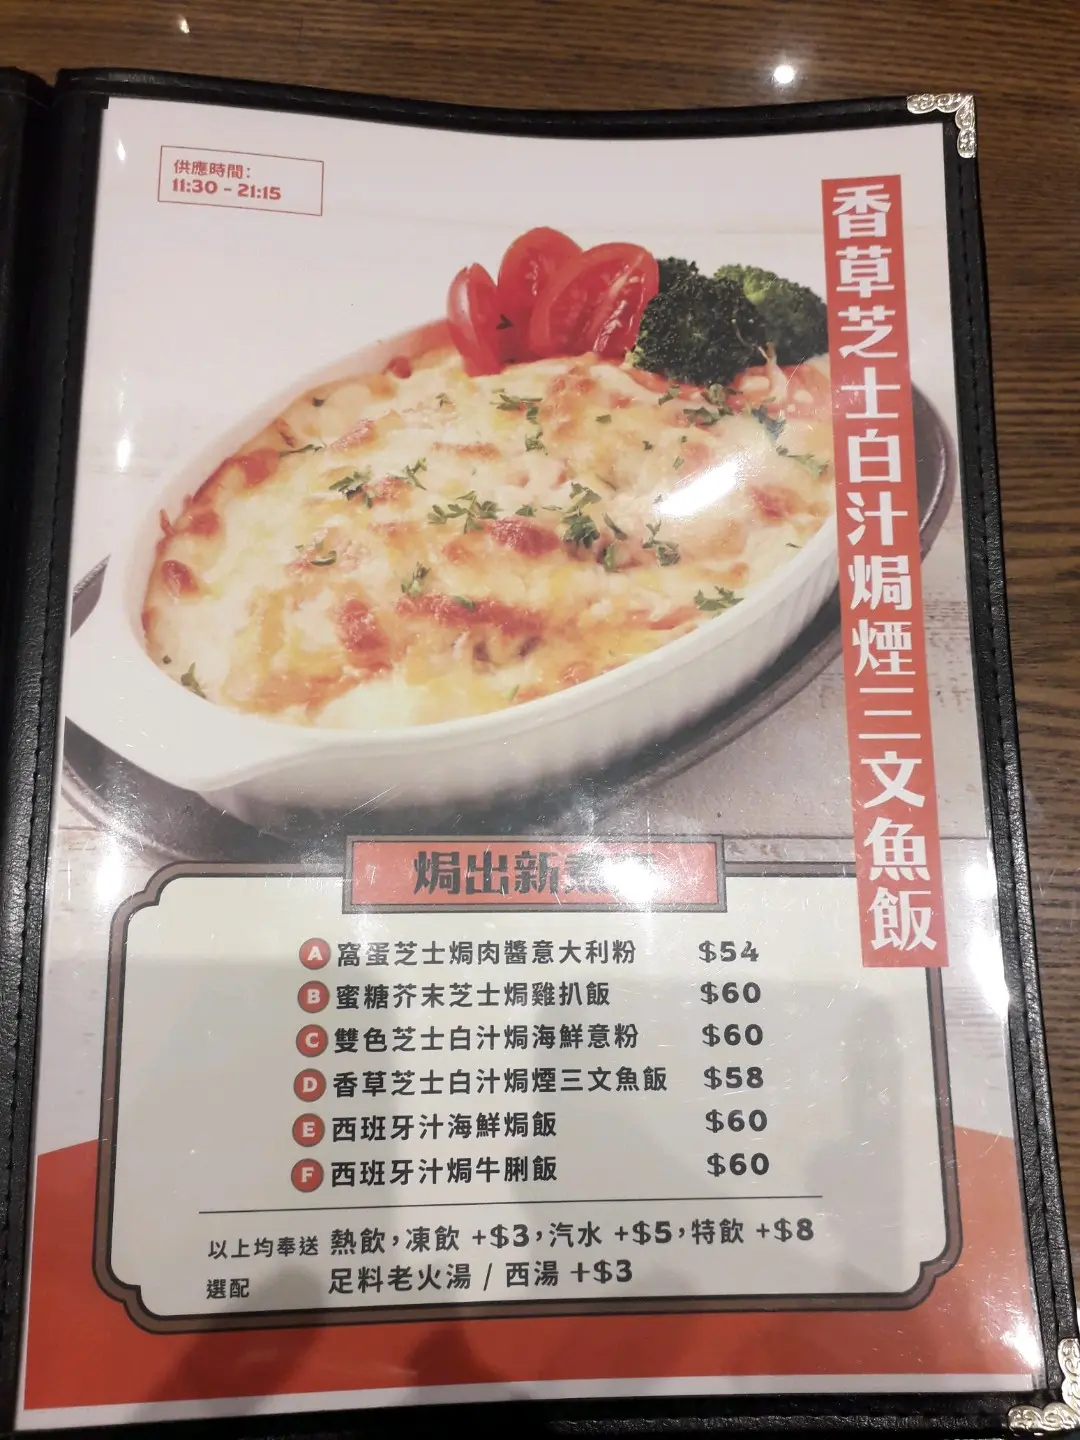 供應時間：
11:30 - 21:15
香草芝士白汁焗煙三文魚飯
焗出新
A 窩蛋芝士焗肉醬意大利粉 $54
B 蜜糖芥末芝士焗雞扒飯 $60
C 雙色芝士白汁焗海鮮意粉 $60
D 香草芝士白汁焗煙三文魚飯 $58
E 西班牙汁海鮮焗飯 $60
F 西班牙汁焗牛脷飯 $60
以上均奉送 熱飲，凍飲 +$3，汽水 +$5，特飲 +$8
選配 足料老火湯 / 西湯 +$3